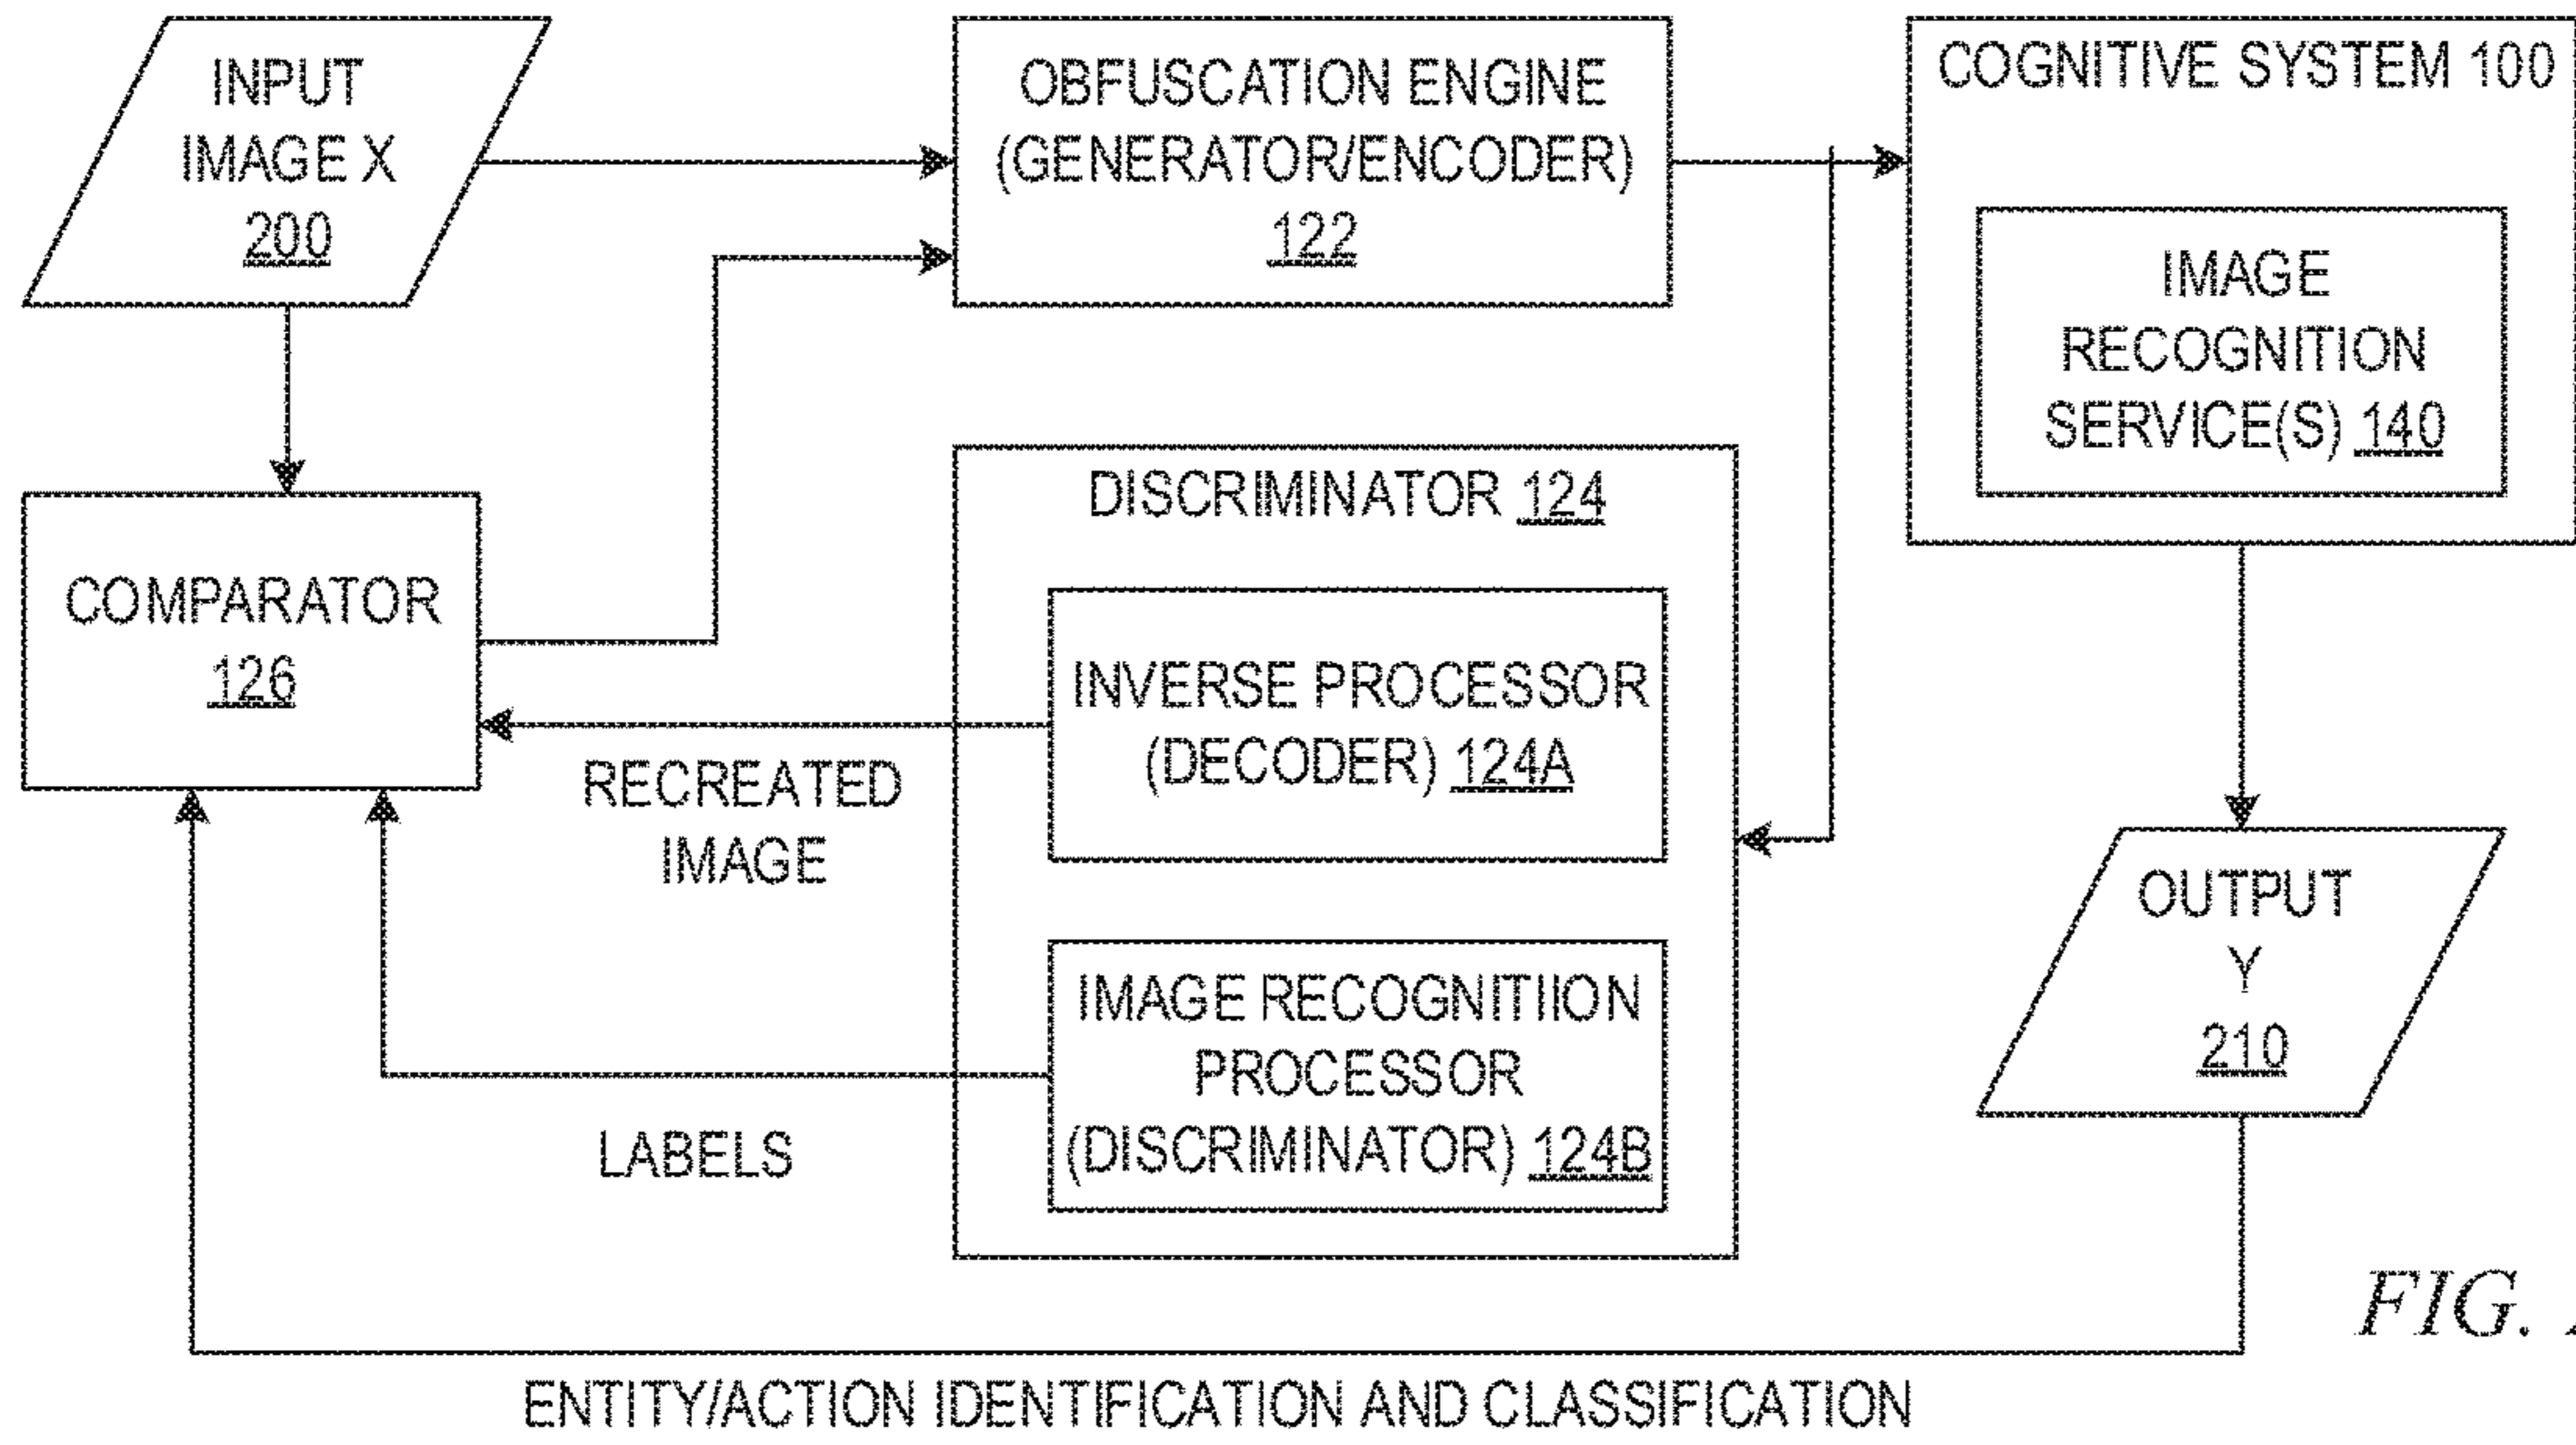 INPUT
IMAGE X
200
OBFUSCATION ENGINE
(GENERATOR/ENCODER)
122
COGNITIVE SYSTEM 100
IMAGE
RECOGNITION
SERVICE(S) 140
COMPARATOR
126
DISCRIMINATOR 124
INVERSE PROCESSOR
(DECODER) 124A
RECREATED
IMAGE
IMAGE RECOGNITIION
PROCESSOR
(DISCRIMINATOR) 124B
LABELS
OUTPUT
Y
210
FIG.
ENTITY/ACTION IDENTIFICATION AND CLASSIFICATION